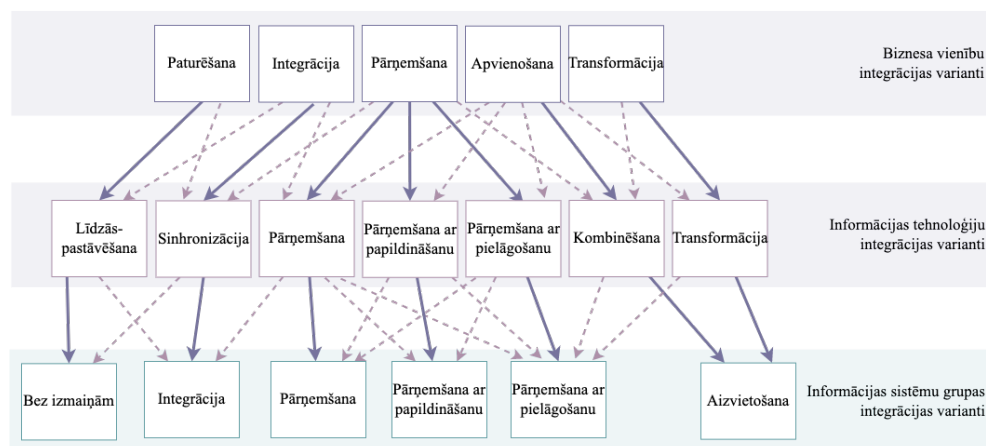 Paturēšana
Integrācija
Pārņemšana
Apvienošana
Transformācija
Biznesa vienību
integrācijas varianti
Līdzās-
pastāvēšana
Sinhronizācija
Pārņemšana
Pārņemšana ar
papildināšanu
Pārņemšana ar
pielāgošanu
Kombinēšana
Transformācija
Informācijas tehnoloģiju
integrācijas varianti
Bez izmaiņām
Integrācija
Pārņemšana
Pārņemšana ar
papildināšanu
Pārņemšana ar
pielāgošanu
Aizvietošana
Informācijas sistēmu grupas
integrācijas varianti